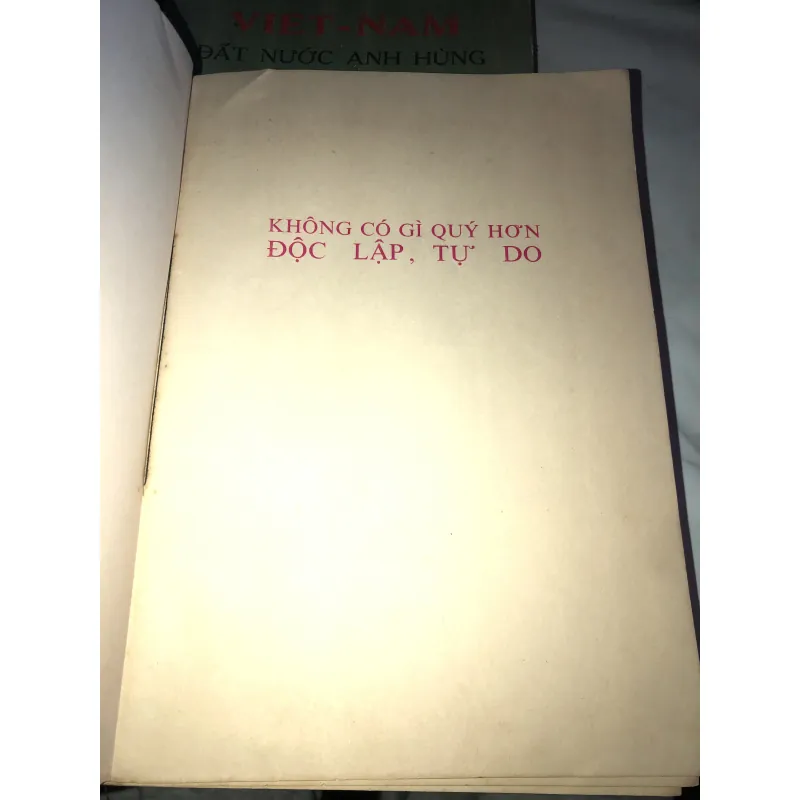 VIỆT-NAM
ĐẤT NƯỚC ANH HÙNG
KHÔNG CÓ GÌ QUÝ HƠN
ĐỘC LẬP, TỰ DO